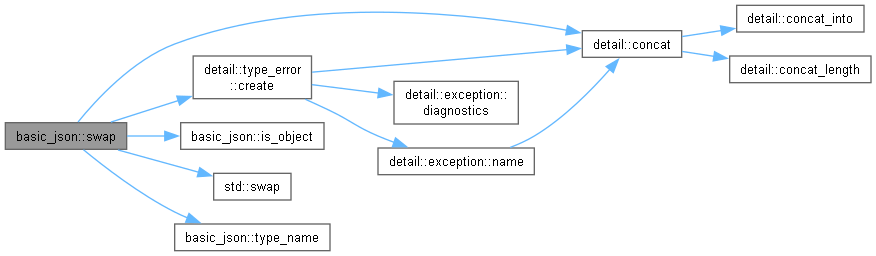 basic_json::swap
detail::type_error
::create
basic_json::is_object
std::swap
basic_json::type_name
detail::exception::
diagnostics
detail::exception::name
detail::concat
detail::concat_into
detail::concat_length